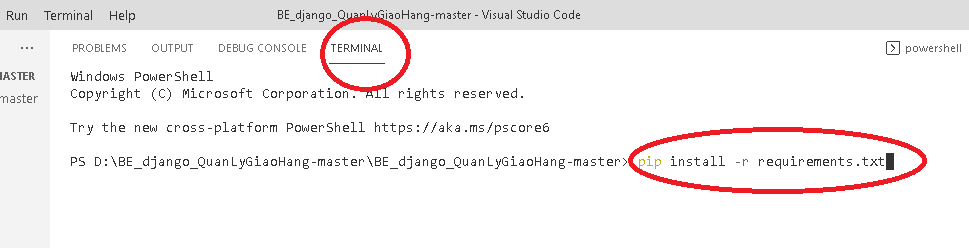 Run Terminal Help BE_django_QuanLyGiaoHang-master - Visual Studio Code
... PROBLEMS OUTPUT DEBUG CONSOLE TERMINAL powershell
MASTER Windows PowerShell
master Copyright (C) Microsoft Corporation. All rights reserved.
Try the new cross-platform PowerShell https://aka.ms/pscore6
PS D:\BE_django_QuanLyGiaoHang-master\BE_django_QuanLyGiaoHang-master> pip install -r requirements.txt